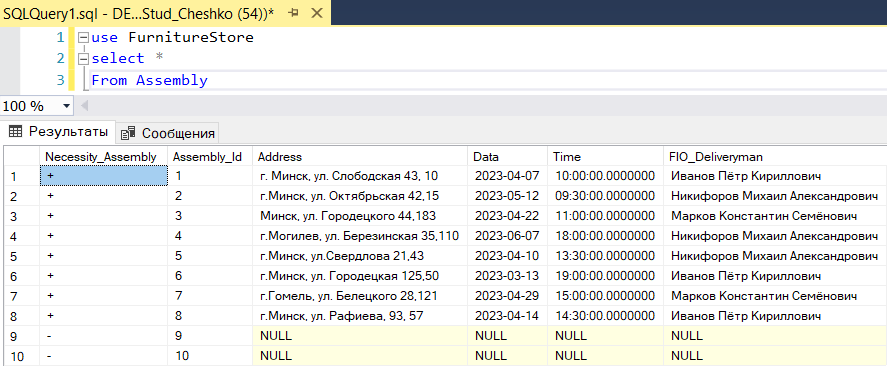 SQLQuery1.sql - DE...Stud_Cheshko (54))*
1 use FurnitureStore
2 select *
3 From Assembly
100 %
Результаты Сообщения
Necessity_Assembly Assembly_Id Address Data Time FIO_Deliveryman
1 + 1 г. Минск, ул. Слободская 43, 10 2023-04-07 10:00:00.0000000 Иванов Пётр Кириллович
2 + 2 г. Минск, ул. Октябрьская 42,15 2023-05-12 09:30:00.0000000 Никифоров Михаил Александрович
3 + 3 Минск, ул. Городецкого 44,183 2023-04-22 11:00:00.0000000 Марков Константин Семёнович
4 + 4 г.Могилев, ул. Березинская 35,110 2023-06-07 18:00:00.0000000 Никифоров Михаил Александрович
5 + 5 г.Минск, ул.Свердлова 21,43 2023-04-10 13:30:00.0000000 Никифоров Михаил Александрович
6 + 6 г.Минск, ул. Городецкая 125,50 2023-03-13 19:00:00.0000000 Иванов Пётр Кириллович
7 + 7 г.Гомель, ул. Белецкого 28,121 2023-04-29 15:00:00.0000000 Марков Константин Семёнович
8 + 8 г.Минск, ул. Рафиева, 93, 57 2023-04-14 14:30:00.0000000 Иванов Пётр Кириллович
9 - 9 NULL NULL NULL NULL
10 - 10 NULL NULL NULL NULL